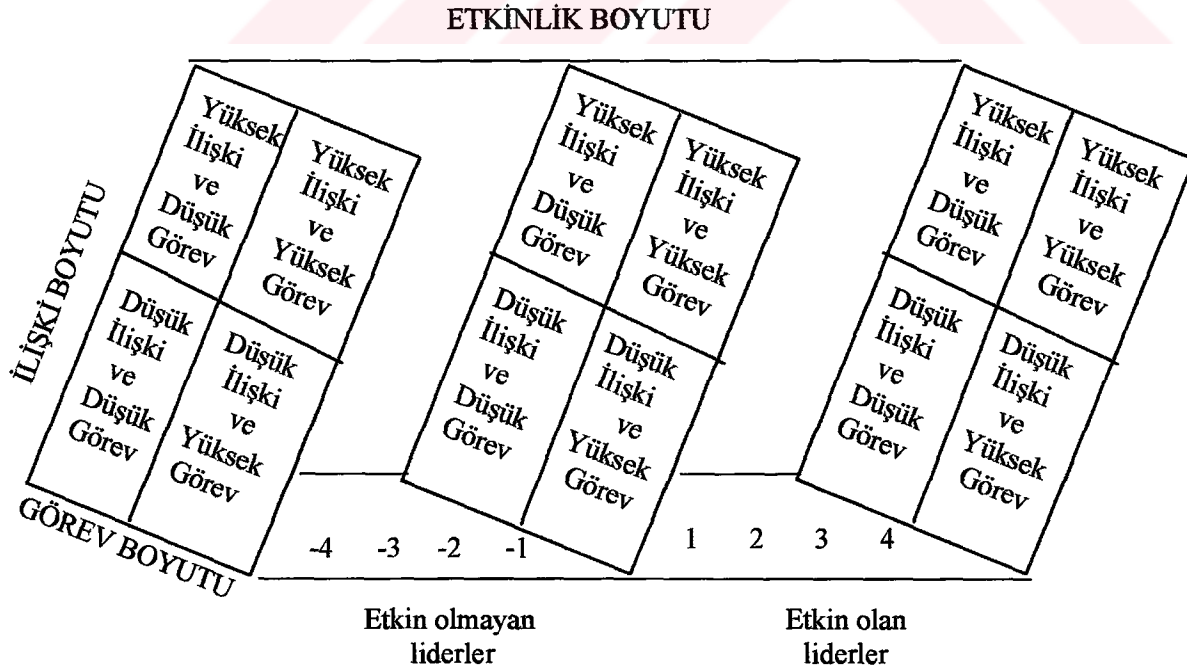 ETKİNLİK BOYUTU
İLİŞKİ BOYUTU
Yüksek
İlişki
ve
Düşük
Görev
Yüksek
İlişki
ve
Yüksek
Görev
Düşük
İlişki
ve
Düşük
Görev
Düşük
İlişki
ve
Yüksek
Görev
Yüksek
İlişki
ve
Düşük
Görev
Yüksek
İlişki
ve
Yüksek
Görev
Düşük
İlişki
ve
Düşük
Görev
Düşük
İlişki
ve
Yüksek
Görev
Yüksek
İlişki
ve
Düşük
Görev
Yüksek
İlişki
ve
Yüksek
Görev
Düşük
İlişki
ve
Düşük
Görev
Düşük
İlişki
ve
Yüksek
Görev
GÖREV BOYUTU
-4 -3 -2 -1 1 2 3 4
Etkin olmayan
liderler
Etkin olan
liderler